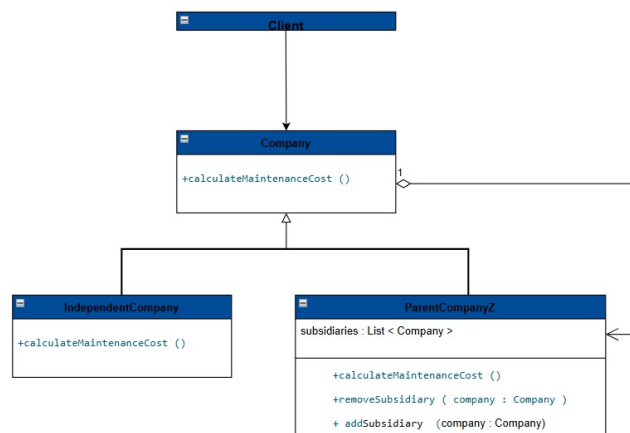 Client
Company
+calculateMaintenanceCost ()
1
IndependentCompany
+calculateMaintenanceCost ()
ParentCompanyZ
subsidiaries : List < Company >
+calculateMaintenanceCost ()
+removeSubsidiary ( company : Company )
+ addSubsidiary (company : Company)